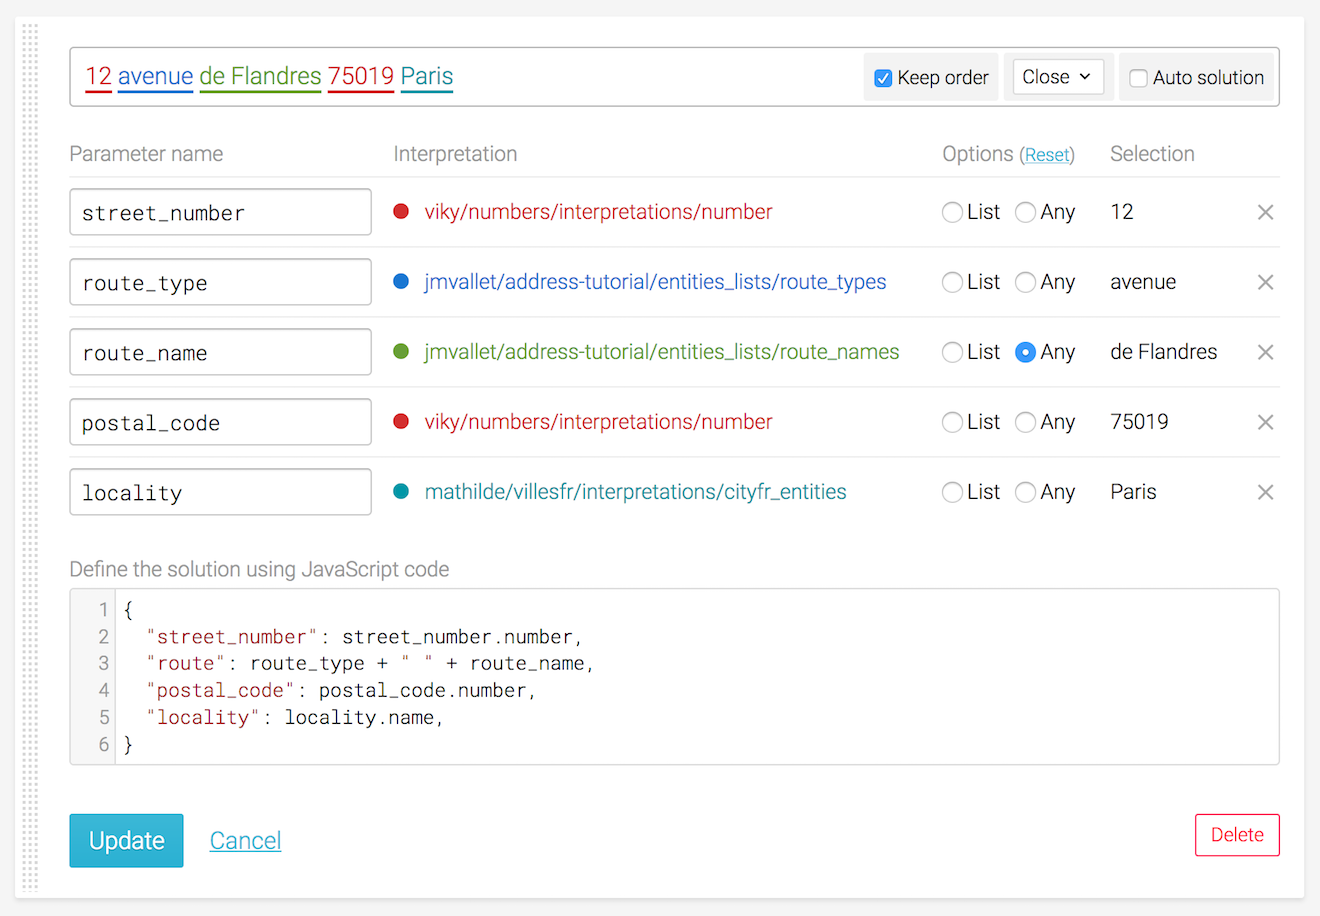 12 avenue de Flandres 75019 Paris Keep order Close Auto solution
Parameter name Interpretation Options (Reset) Selection
street_number viky/numbers/interpretations/number List Any 12
route_type jmvallet/address-tutorial/entities_lists/route_types List Any avenue
route_name jmvallet/address-tutorial/entities_lists/route_names List Any de Flandres
postal_code viky/numbers/interpretations/number List Any 75019
locality mathilde/villesfr/interpretations/cityfr_entities List Any Paris
Define the solution using JavaScript code
1 {
2 "street_number": street_number.number,
3 "route": route_type + " " + route_name,
4 "postal_code": postal_code.number,
5 "locality": locality.name,
6 }
Update Cancel Delete